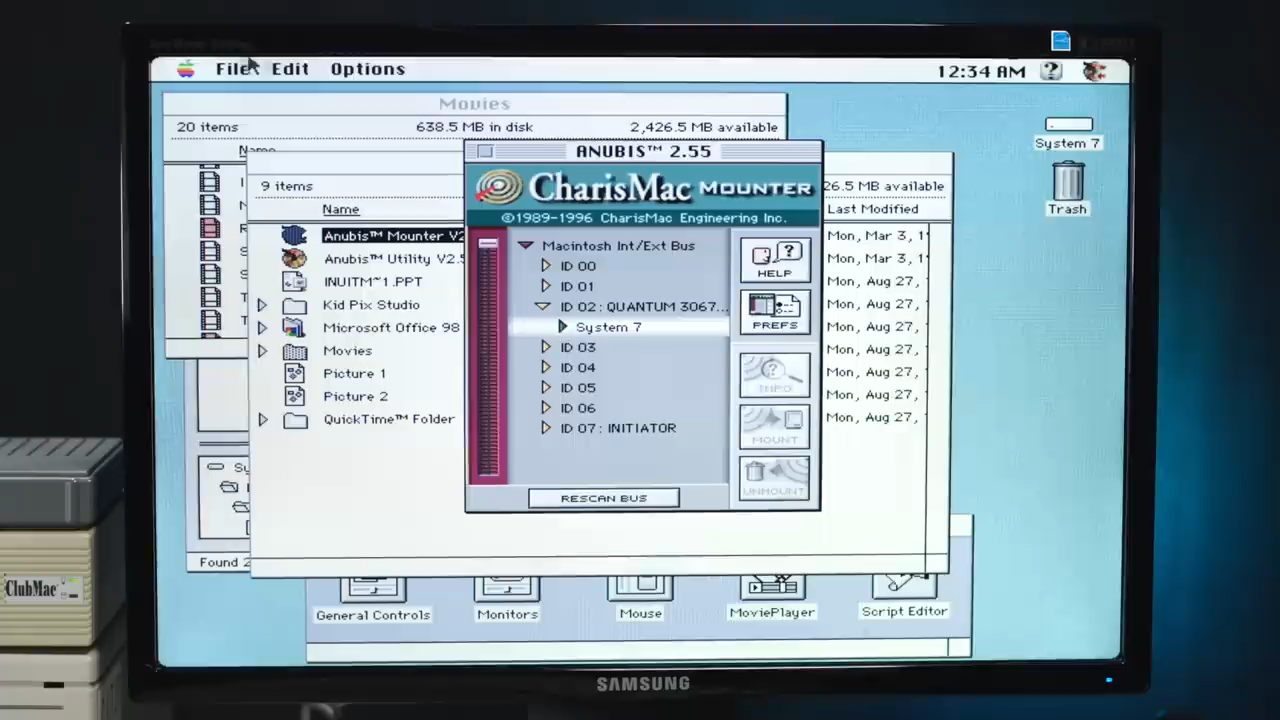 File Edit Options
12:34 AM
Movies
20 items 638.5 MB in disk 2,426.5 MB available
Name
9 items
26.5 MB available
Name
Last Modified
Anubis™ Mounter V2
Mon, Mar 3, 1
Anubis™ Utility V2.5
Mon, Mar 3, 1
INUITM~1.PPT
Mon, Aug 27,
Kid Pix Studio
Mon, Aug 27,
Microsoft Office 98
Mon, Aug 27,
Movies
Mon, Aug 27,
Picture 1
Mon, Aug 27,
Picture 2
Mon, Aug 27,
QuickTime™ Folder
Mon, Aug 27,
ANUBIS™ 2.55
CharisMac MOUNTER
©1989-1996 CharisMac Engineering Inc.
Macintosh Int/Ext Bus
ID 00
ID 01
ID 02: QUANTUM 3067...
System 7
ID 03
ID 04
ID 05
ID 06
ID 07: INITIATOR
RESCAN BUS
HELP
PREFS
INFO
MOUNT
UNMOUNT
System 7
Trash
Sy
Found 2
General Controls
Monitors
Mouse
MoviePlayer
Script Editor
ClubMac
SAMSUNG